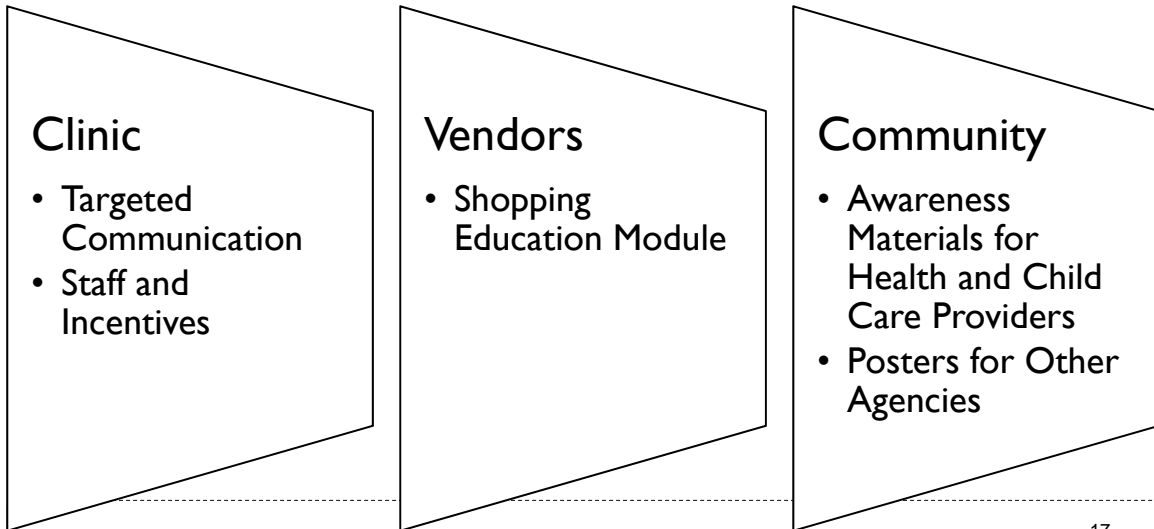 Clinic
• Targeted
Communication
• Staff and
Incentives
Vendors
• Shopping
Education Module
Community
• Awareness
Materials for
Health and Child
Care Providers
• Posters for Other
Agencies